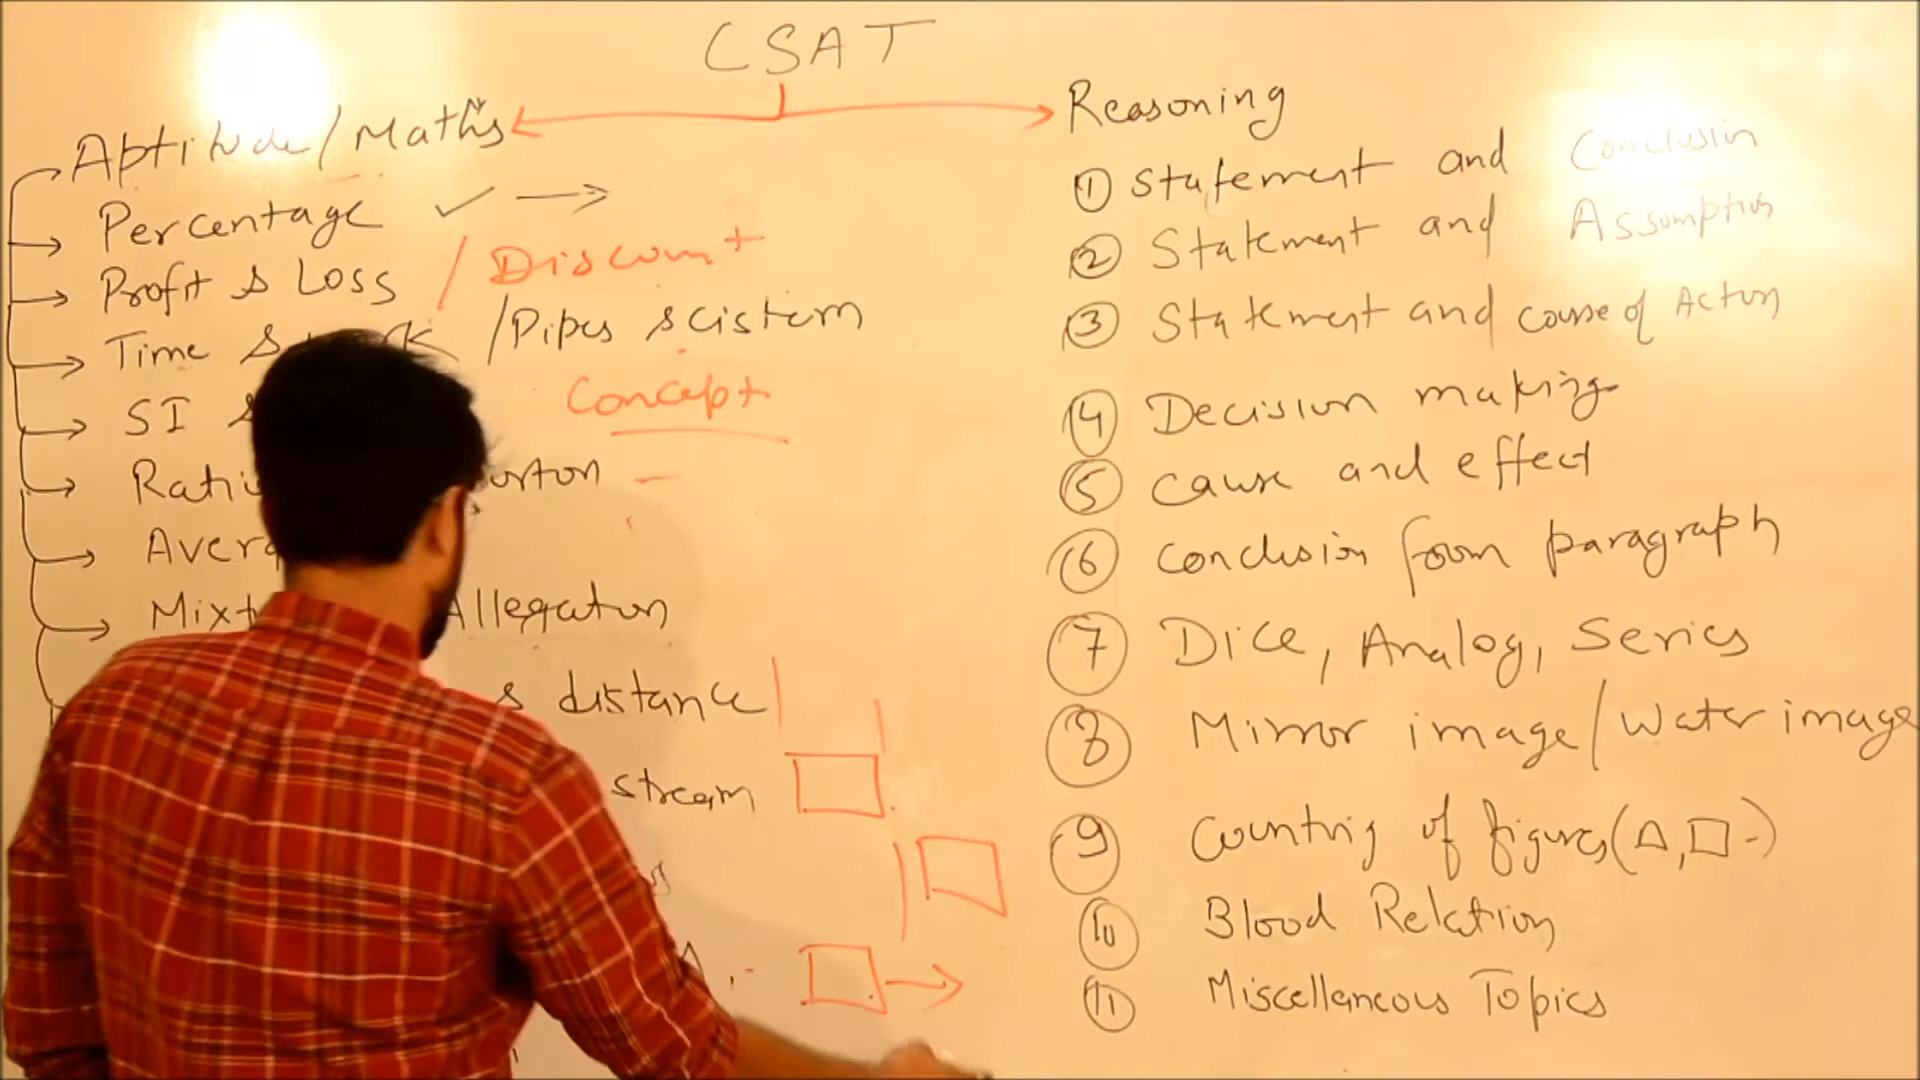 CSAT
Aptitude/Maths
Percentage ✓ →
Profit & Loss / Discount
Time & /Pipes & cistern
SI &
Concept
Allegation
& distance
stream
Reasoning
① Statement and Conclusion
② Statement and Assumption
③ Statement and course of Action
④ Decision making
⑤ Cause and effect
⑥ Conclusion from paragraph
⑦ Dice, Analog, Series
⑧ Mirror image/Water image
⑨ Counting of figures(△,□-)
⑩ Blood Relation
⑪ Miscellaneous Topics